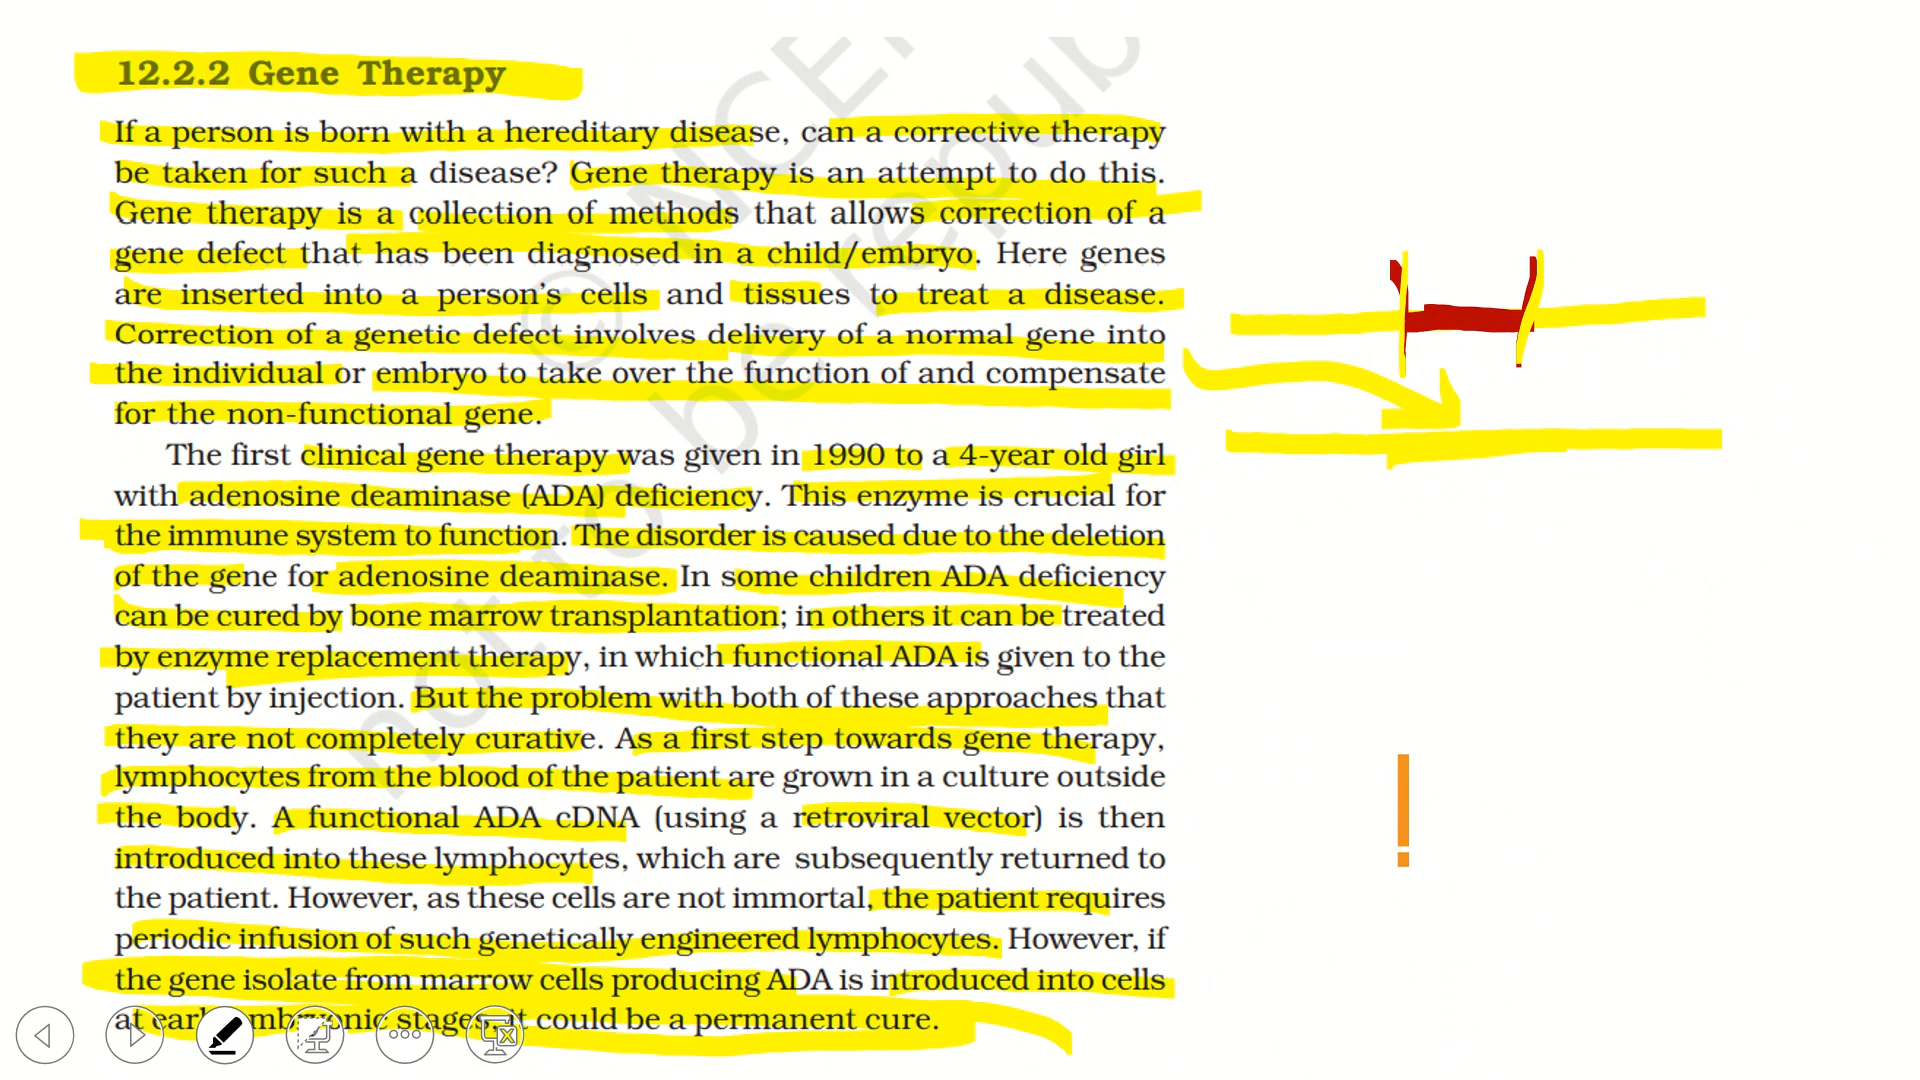 12.2.2 Gene Therapy
If a person is born with a hereditary disease, can a corrective therapy
be taken for such a disease? Gene therapy is an attempt to do this.
Gene therapy is a collection of methods that allows correction of a
gene defect that has been diagnosed in a child/embryo. Here genes
are inserted into a person's cells and tissues to treat a disease.
Correction of a genetic defect involves delivery of a normal gene into
the individual or embryo to take over the function of and compensate
for the non-functional gene.
The first clinical gene therapy was given in 1990 to a 4-year old girl
with adenosine deaminase (ADA) deficiency. This enzyme is crucial for
the immune system to function. The disorder is caused due to the deletion
of the gene for adenosine deaminase. In some children ADA deficiency
can be cured by bone marrow transplantation; in others it can be treated
by enzyme replacement therapy, in which functional ADA is given to the
patient by injection. But the problem with both of these approaches that
they are not completely curative. As a first step towards gene therapy,
lymphocytes from the blood of the patient are grown in a culture outside
the body. A functional ADA cDNA (using a retroviral vector) is then
introduced into these lymphocytes, which are subsequently returned to
the patient. However, as these cells are not immortal, the patient requires
periodic infusion of such genetically engineered lymphocytes. However, if
the gene isolate from marrow cells producing ADA is introduced into cells
at early embryonic stages, it could be a permanent cure.
© NCE
not to be repub